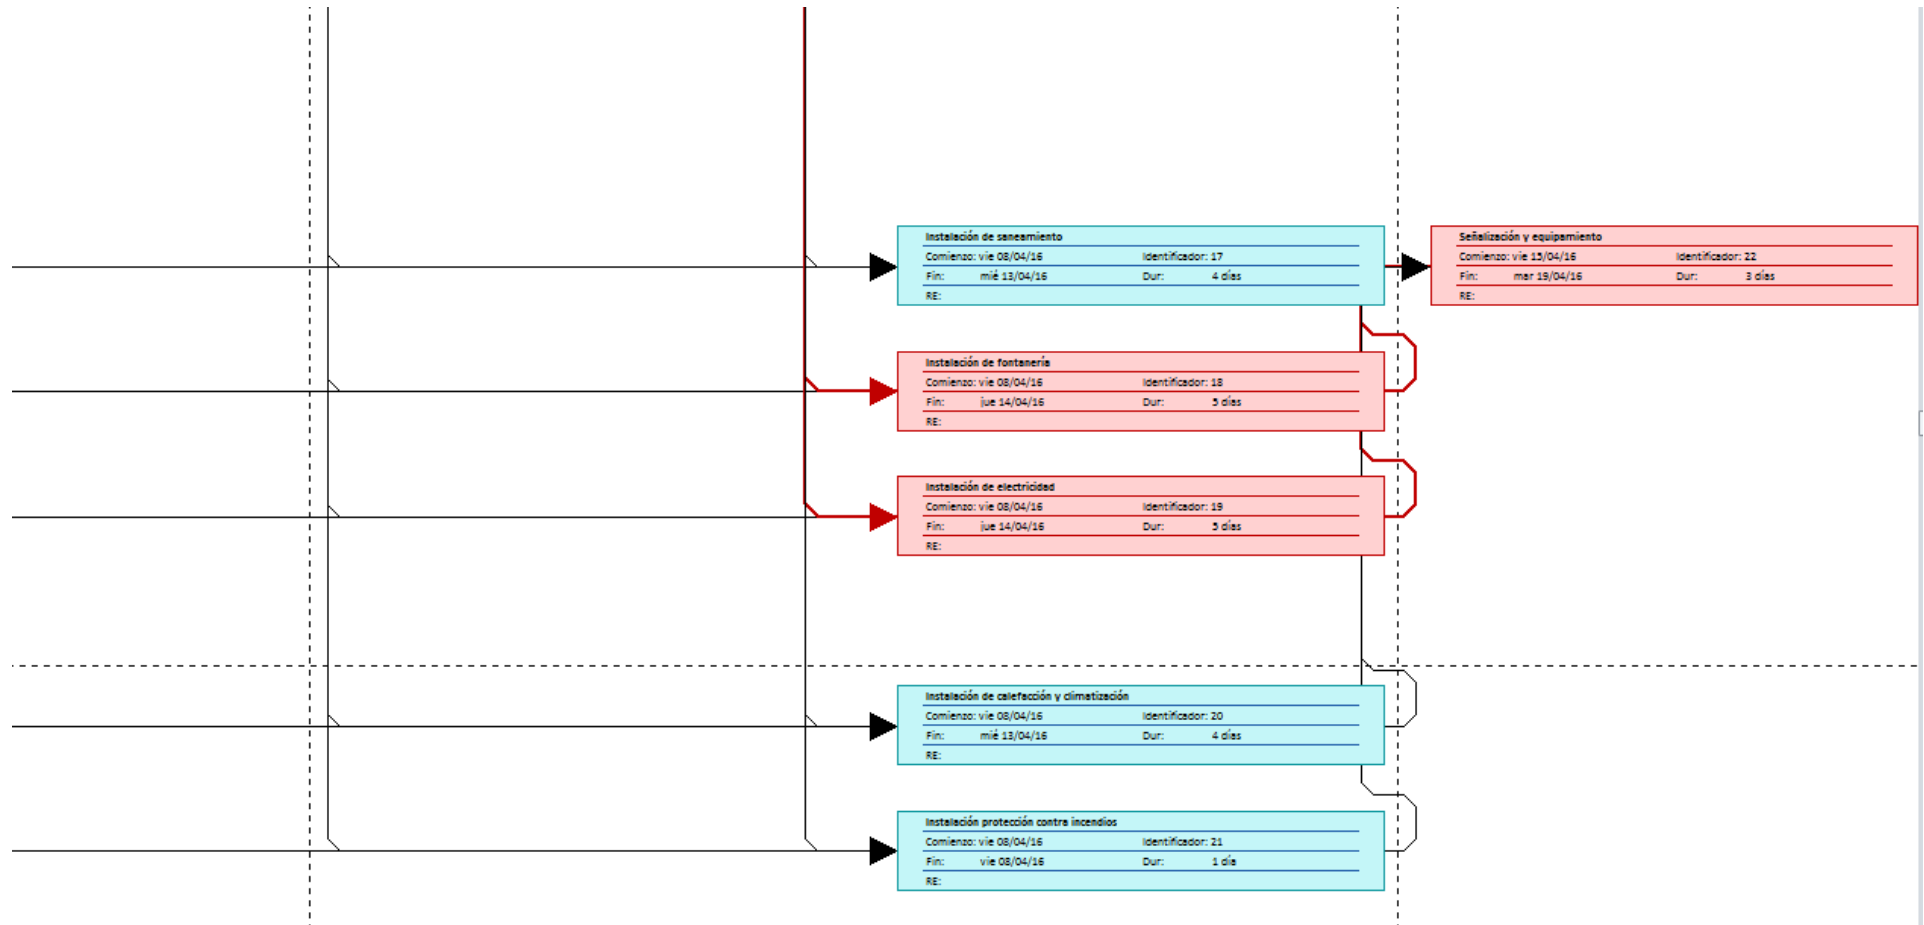 Instalación de saneamiento
Comienzo: vie 08/04/16 Identificador: 17
Fin: mié 13/04/16 Dur: 4 días
RE:
Señalización y equipamiento
Comienzo: vie 15/04/16 Identificador: 22
Fin: mar 19/04/16 Dur: 3 días
RE:
Instalación de fontanería
Comienzo: vie 08/04/16 Identificador: 18
Fin: jue 14/04/16 Dur: 5 días
RE:
Instalación de electricidad
Comienzo: vie 08/04/16 Identificador: 19
Fin: jue 14/04/16 Dur: 5 días
RE:
Instalación de calefacción y climatización
Comienzo: vie 08/04/16 Identificador: 20
Fin: mié 13/04/16 Dur: 4 días
RE:
Instalación protección contra incendios
Comienzo: vie 08/04/16 Identificador: 21
Fin: vie 08/04/16 Dur: 1 día
RE: